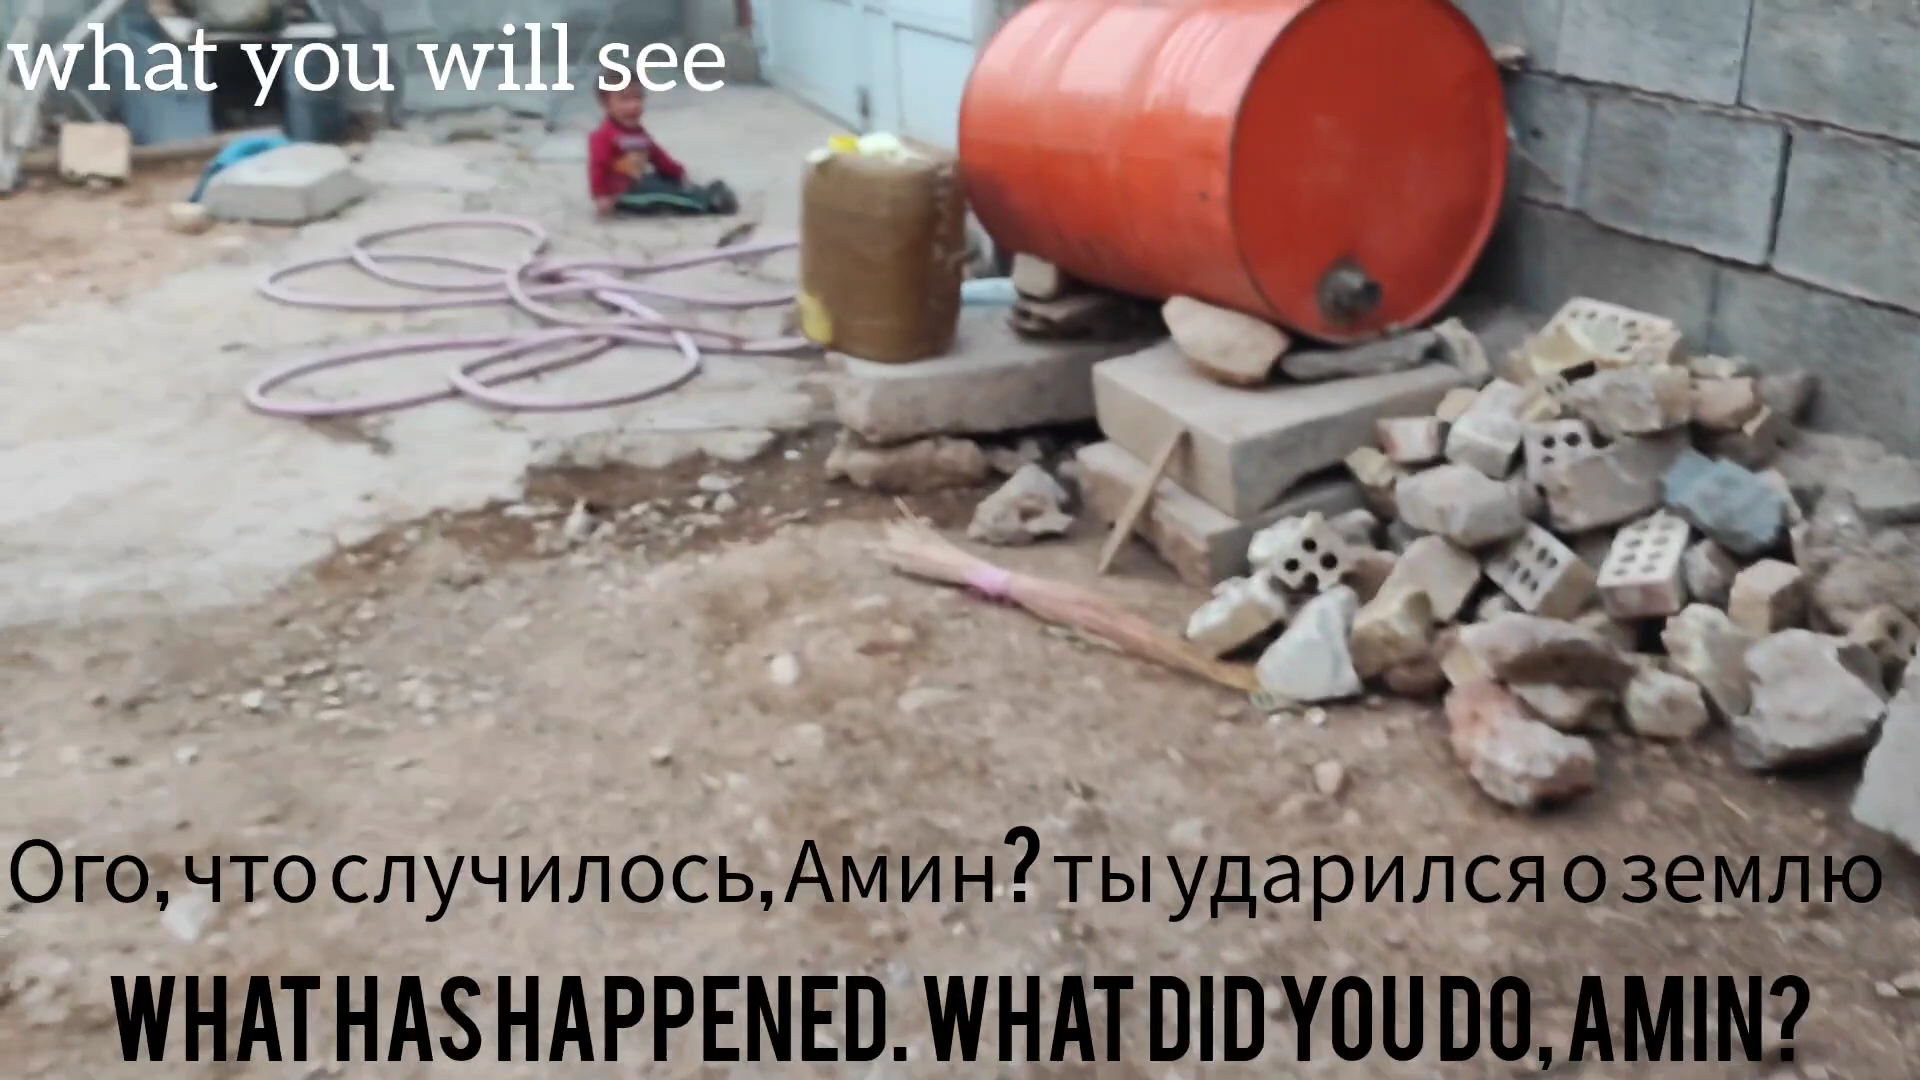 what you will see
Ого, что случилось, Амин? ты ударился о землю
WHAT HAS HAPPENED. WHAT DID YOU DO, AMIN?